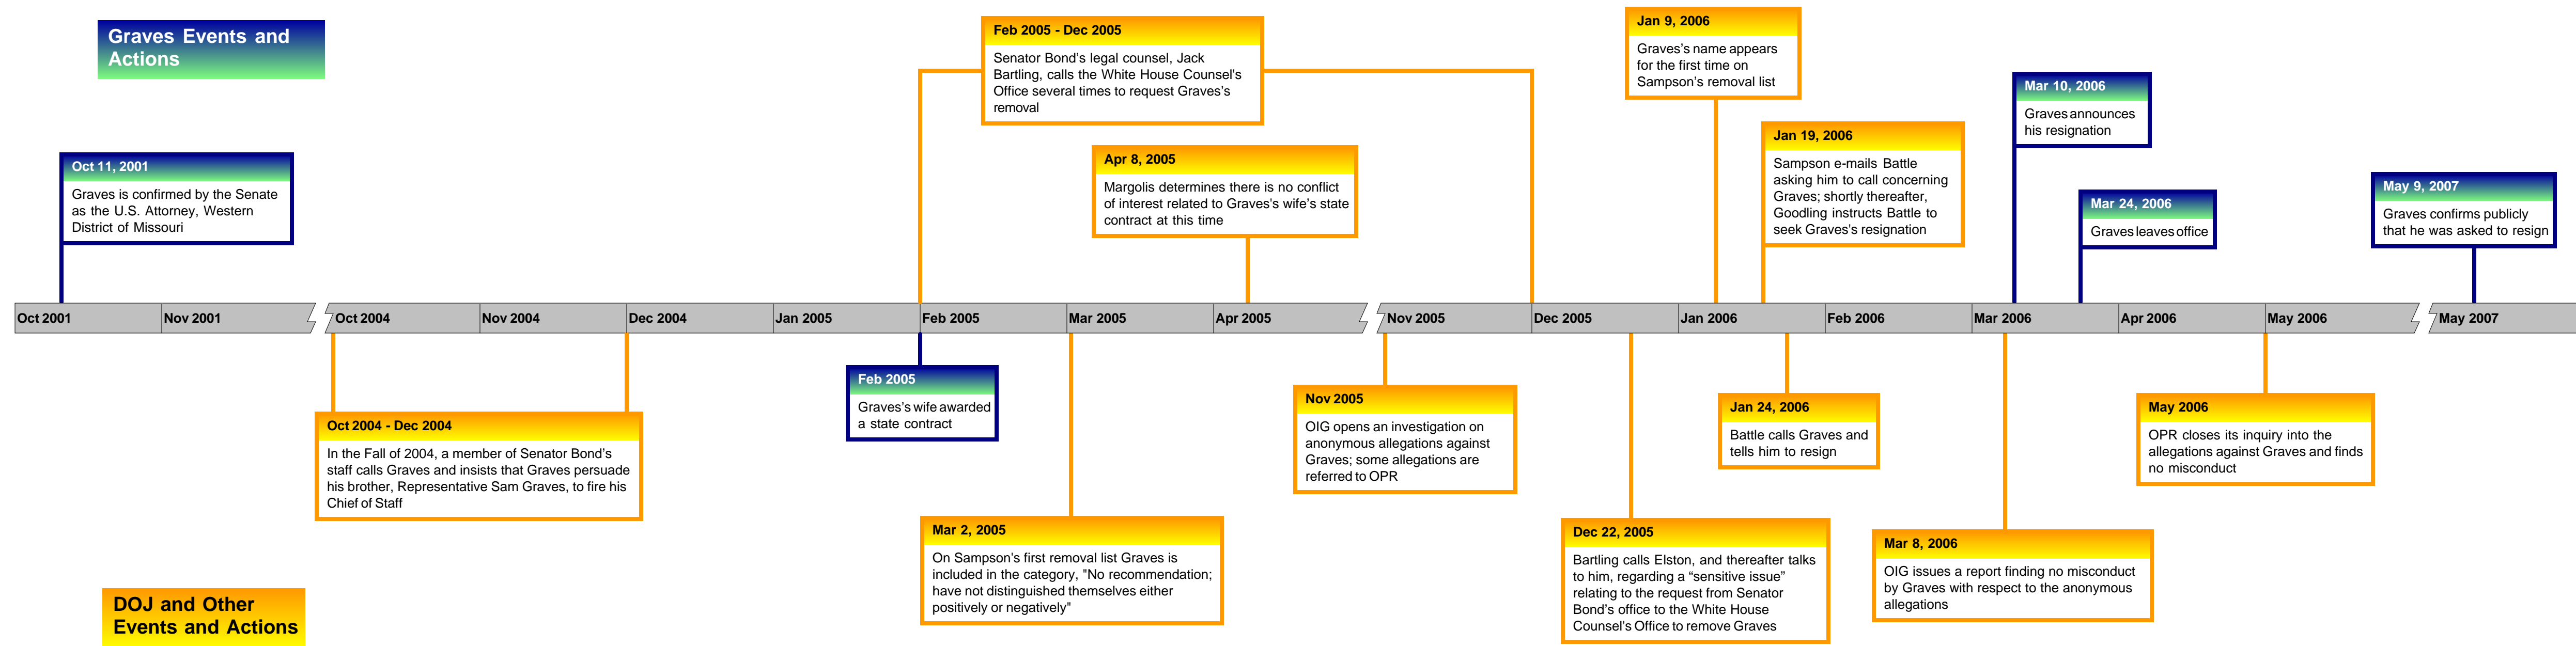 Graves Events and
Actions
Oct 11, 2001
Graves is confirmed by the Senate
as the U.S. Attorney, Western
District of Missouri
Feb 2005 - Dec 2005
Senator Bond's legal counsel, Jack
Bartling, calls the White House Counsel's
Office several times to request Graves's
removal
Apr 8, 2005
Margolis determines there is no conflict
of interest related to Graves's wife's state
contract at this time
Jan 9, 2006
Graves's name appears
for the first time on
Sampson's removal list
Jan 19, 2006
Sampson e-mails Battle
asking him to call concerning
Graves; shortly thereafter,
Goodling instructs Battle to
seek Graves's resignation
Mar 10, 2006
Graves announces
his resignation
Mar 24, 2006
Graves leaves office
May 9, 2007
Graves confirms publicly
that he was asked to resign
Oct 2001
Nov 2001
Oct 2004
Nov 2004
Dec 2004
Jan 2005
Feb 2005
Mar 2005
Apr 2005
Nov 2005
Dec 2005
Jan 2006
Feb 2006
Mar 2006
Apr 2006
May 2006
May 2007
Oct 2004 - Dec 2004
In the Fall of 2004, a member of Senator Bond's
staff calls Graves and insists that Graves persuade
his brother, Representative Sam Graves, to fire his
Chief of Staff
Feb 2005
Graves's wife awarded
a state contract
Mar 2, 2005
On Sampson's first removal list Graves is
included in the category, "No recommendation;
have not distinguished themselves either
positively or negatively"
Nov 2005
OIG opens an investigation on
anonymous allegations against
Graves; some allegations are
referred to OPR
Dec 22, 2005
Bartling calls Elston, and thereafter talks
to him, regarding a “sensitive issue”
relating to the request from Senator
Bond's office to the White House
Counsel's Office to remove Graves
Jan 24, 2006
Battle calls Graves and
tells him to resign
Mar 8, 2006
OIG issues a report finding no misconduct
by Graves with respect to the anonymous
allegations
May 2006
OPR closes its inquiry into the
allegations against Graves and finds
no misconduct
DOJ and Other
Events and Actions